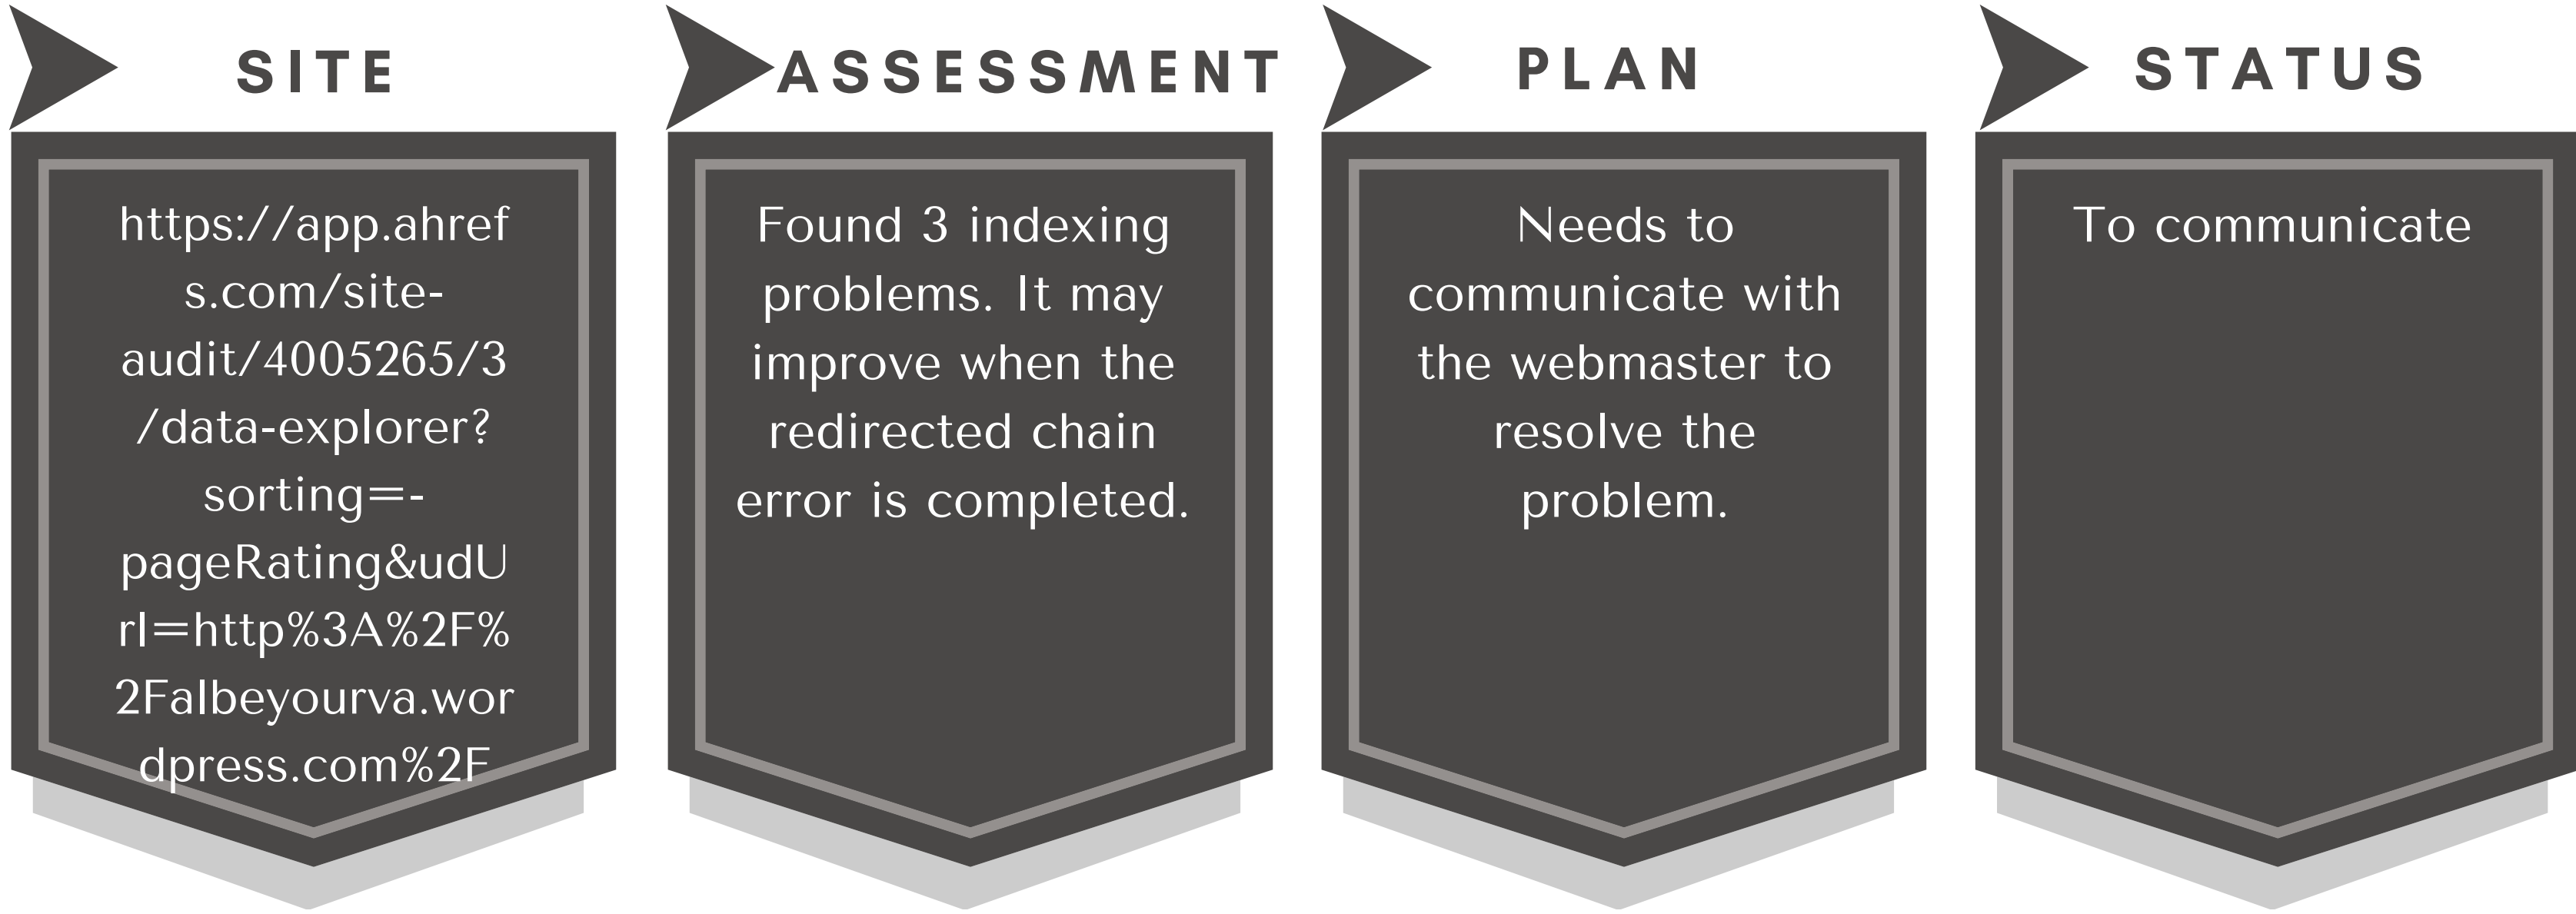 SITE
https://app.ahref
s.com/site-
audit/4005265/3
/data-explorer?
sorting=-
pageRating&udU
rl=http%3A%2F%
2Falbeyourva.wor
dpress.com%2F
ASSESSMENT
Found 3 indexing
problems. It may
improve when the
redirected chain
error is completed.
PLAN
Needs to
communicate with
the webmaster to
resolve the
problem.
STATUS
To communicate